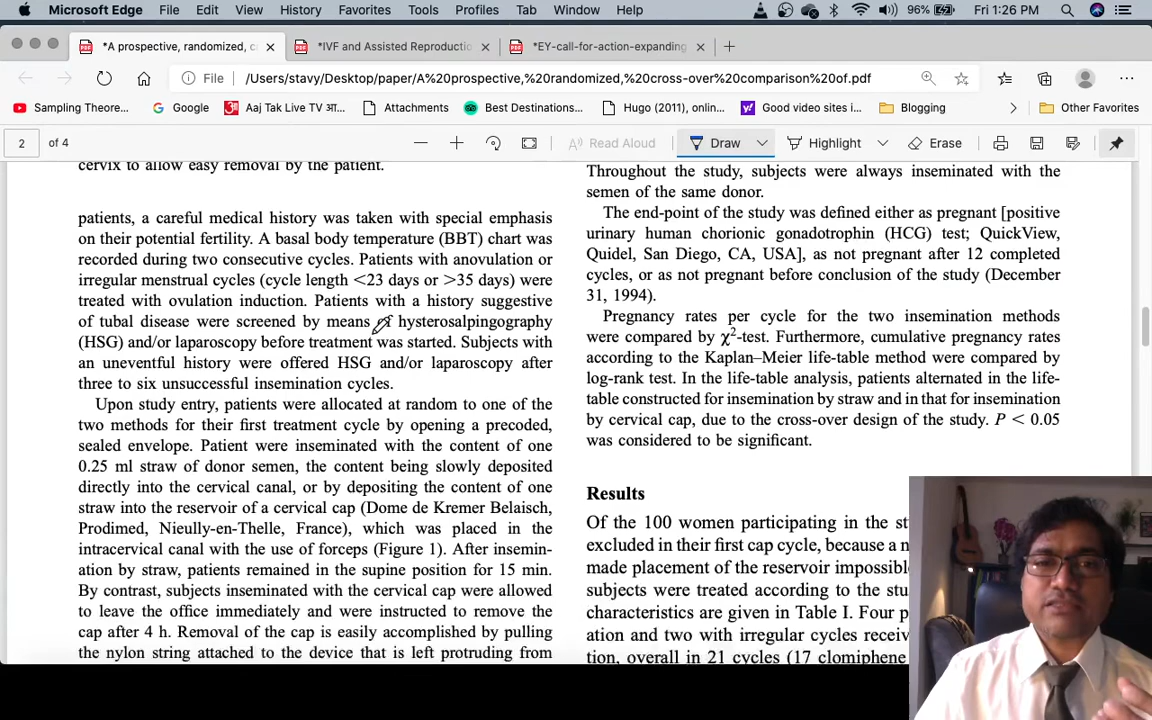 Microsoft Edge File Edit View History Favorites Tools Profiles Tab Window Help 96% Fri 1:26 PM
*A prospective, randomized, c *IVF and Assisted Reproductio *EY-call-for-action-expanding
File /Users/stavy/Desktop/paper/A%20prospective,%20randomized,%20cross-over%20comparison%20of.pdf
Sampling Theore... Google Aaj Tak Live TV आ... Attachments Best Destinations... Hugo (2011), onlin... Good video sites i... Blogging Other Favorites
2 of 4 Read Aloud Draw Highlight Erase
cervix to allow easy removal by the patient.
patients, a careful medical history was taken with special emphasis
on their potential fertility. A basal body temperature (BBT) chart was
recorded during two consecutive cycles. Patients with anovulation or
irregular menstrual cycles (cycle length <23 days or >35 days) were
treated with ovulation induction. Patients with a history suggestive
of tubal disease were screened by means of hysterosalpingography
(HSG) and/or laparoscopy before treatment was started. Subjects with
an uneventful history were offered HSG and/or laparoscopy after
three to six unsuccessful insemination cycles.
Upon study entry, patients were allocated at random to one of the
two methods for their first treatment cycle by opening a precoded,
sealed envelope. Patient were inseminated with the content of one
0.25 ml straw of donor semen, the content being slowly deposited
directly into the cervical canal, or by depositing the content of one
straw into the reservoir of a cervical cap (Dome de Kremer Belaisch,
Prodimed, Nieully-en-Thelle, France), which was placed in the
intracervical canal with the use of forceps (Figure 1). After insemin-
ation by straw, patients remained in the supine position for 15 min.
By contrast, subjects inseminated with the cervical cap were allowed
to leave the office immediately and were instructed to remove the
cap after 4 h. Removal of the cap is easily accomplished by pulling
the nylon string attached to the device that is left protruding from
Throughout the study, subjects were always inseminated with the
semen of the same donor.
The end-point of the study was defined either as pregnant [positive
urinary human chorionic gonadotrophin (HCG) test; QuickView,
Quidel, San Diego, CA, USA], as not pregnant after 12 completed
cycles, or as not pregnant before conclusion of the study (December
31, 1994).
Pregnancy rates per cycle for the two insemination methods
were compared by χ²-test. Furthermore, cumulative pregnancy rates
according to the Kaplan–Meier life-table method were compared by
log-rank test. In the life-table analysis, patients alternated in the life-
table constructed for insemination by straw and in that for insemination
by cervical cap, due to the cross-over design of the study. P < 0.05
was considered to be significant.
Results
Of the 100 women participating in the st
excluded in their first cap cycle, because a n
made placement of the reservoir impossibl
subjects were treated according to the stu
characteristics are given in Table I. Four p
ation and two with irregular cycles receiv
tion, overall in 21 cycles (17 clomiphene